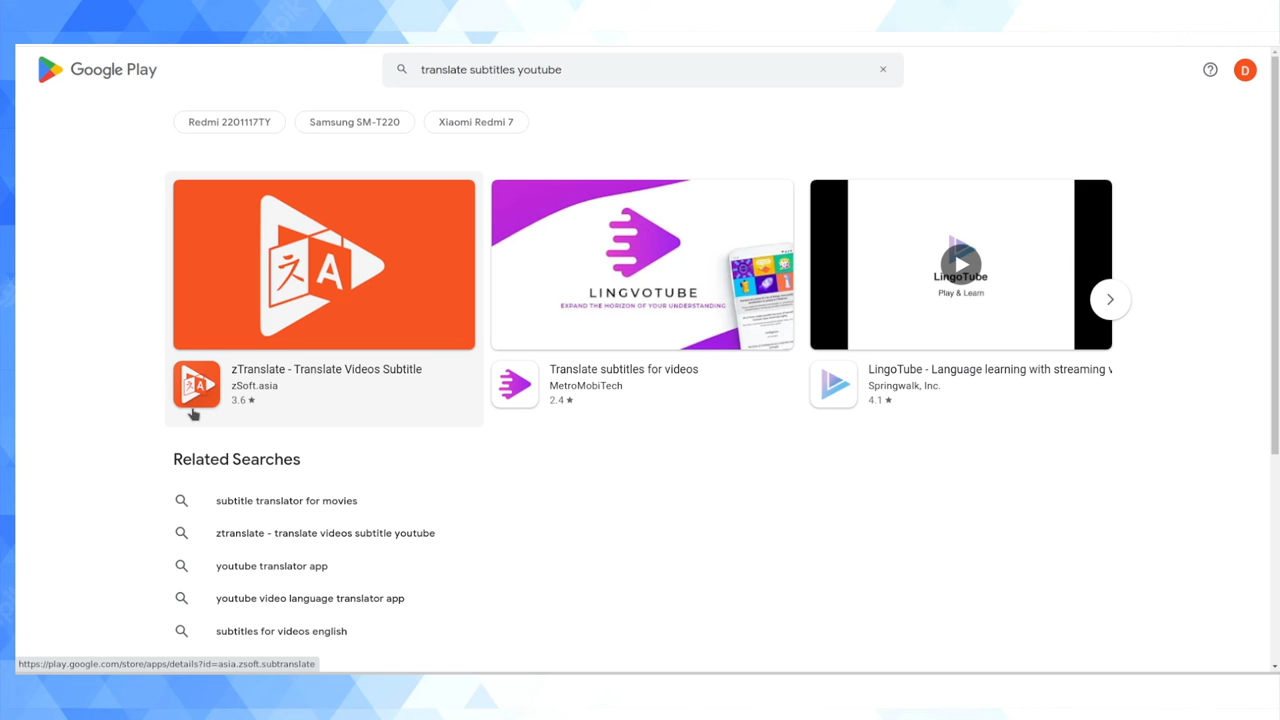 Google Play
translate subtitles youtube
D
Redmi 2201117TY
Samsung SM-T220
Xiaomi Redmi 7
A
LINGVOTUBE
EXPAND THE HORIZON OF YOUR UNDERSTANDING
LingoTube
Play & Learn
zTranslate - Translate Videos Subtitle
zSoft.asia
3.6 ★
Translate subtitles for videos
MetroMobiTech
2.4 ★
LingoTube - Language learning with streaming v
Springwalk, Inc.
4.1 ★
Related Searches
subtitle translator for movies
ztranslate - translate videos subtitle youtube
youtube translator app
youtube video language translator app
subtitles for videos english
https://play.google.com/store/apps/details?id=asia.zsoft.subtranslate